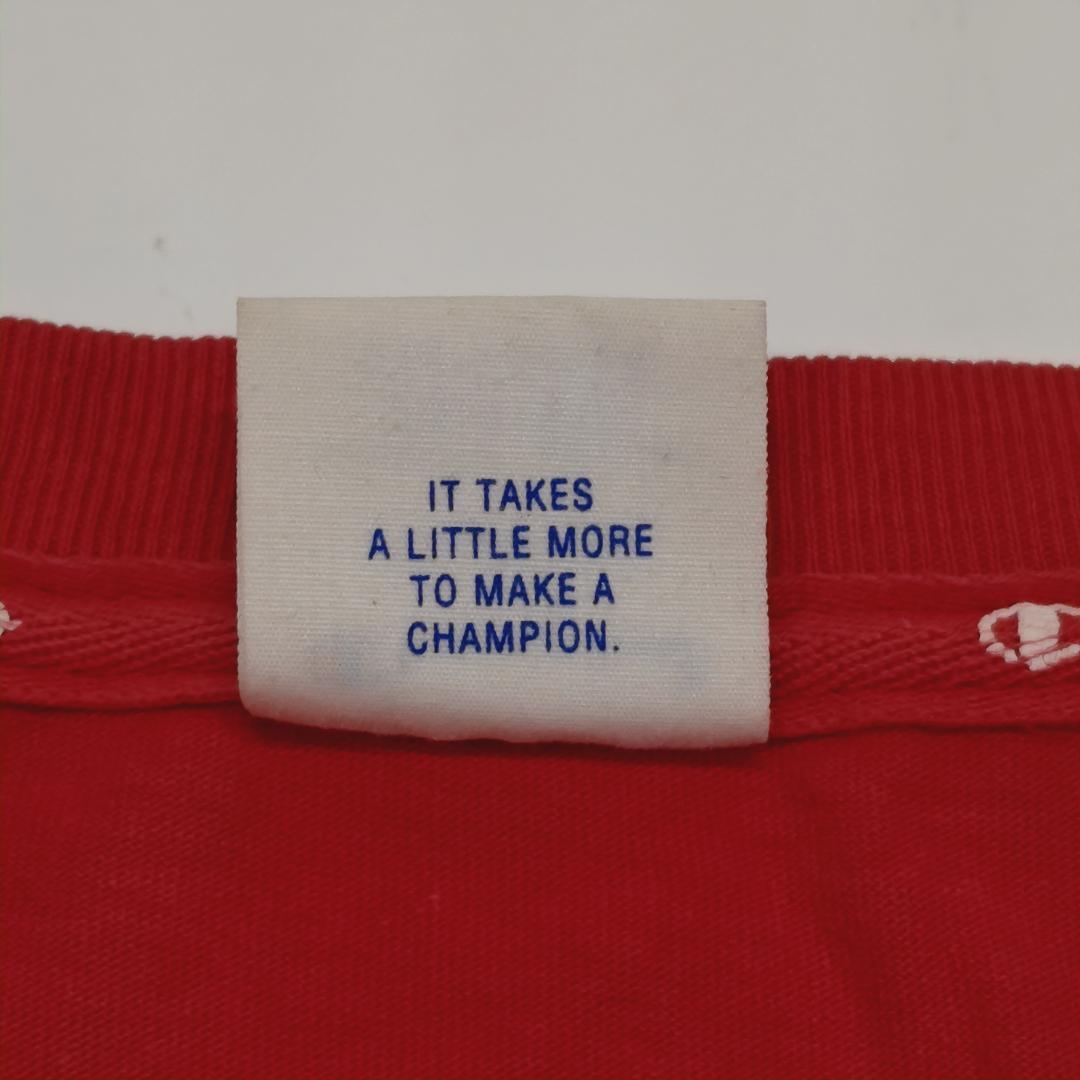 IT TAKES
A LITTLE MORE
TO MAKE A
CHAMPION.